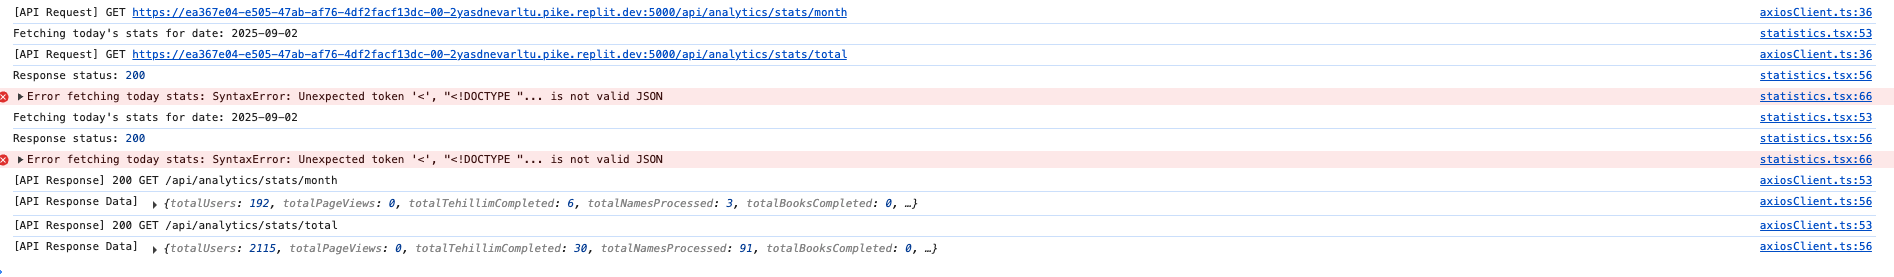 [API Request] GET https://ea367e04-e505-47ab-af76-4df2facf13dc-00-2yasdnevarltu.pike.replit.dev:5000/api/analytics/stats/month axiosClient.ts:36
Fetching today's stats for date: 2025-09-02 statistics.tsx:53
[API Request] GET https://ea367e04-e505-47ab-af76-4df2facf13dc-00-2yasdnevarltu.pike.replit.dev:5000/api/analytics/stats/total axiosClient.ts:36
Response status: 200 statistics.tsx:56
Error fetching today stats: SyntaxError: Unexpected token '<', "<!DOCTYPE "... is not valid JSON statistics.tsx:66
Fetching today's stats for date: 2025-09-02 statistics.tsx:53
Response status: 200 statistics.tsx:56
Error fetching today stats: SyntaxError: Unexpected token '<', "<!DOCTYPE "... is not valid JSON statistics.tsx:66
[API Response] 200 GET /api/analytics/stats/month axiosClient.ts:53
[API Response Data] {totalUsers: 192, totalPageViews: 0, totalTehillimCompleted: 6, totalNamesProcessed: 3, totalBooksCompleted: 0, …} axiosClient.ts:56
[API Response] 200 GET /api/analytics/stats/total axiosClient.ts:53
[API Response Data] {totalUsers: 2115, totalPageViews: 0, totalTehillimCompleted: 30, totalNamesProcessed: 91, totalBooksCompleted: 0, …} axiosClient.ts:56